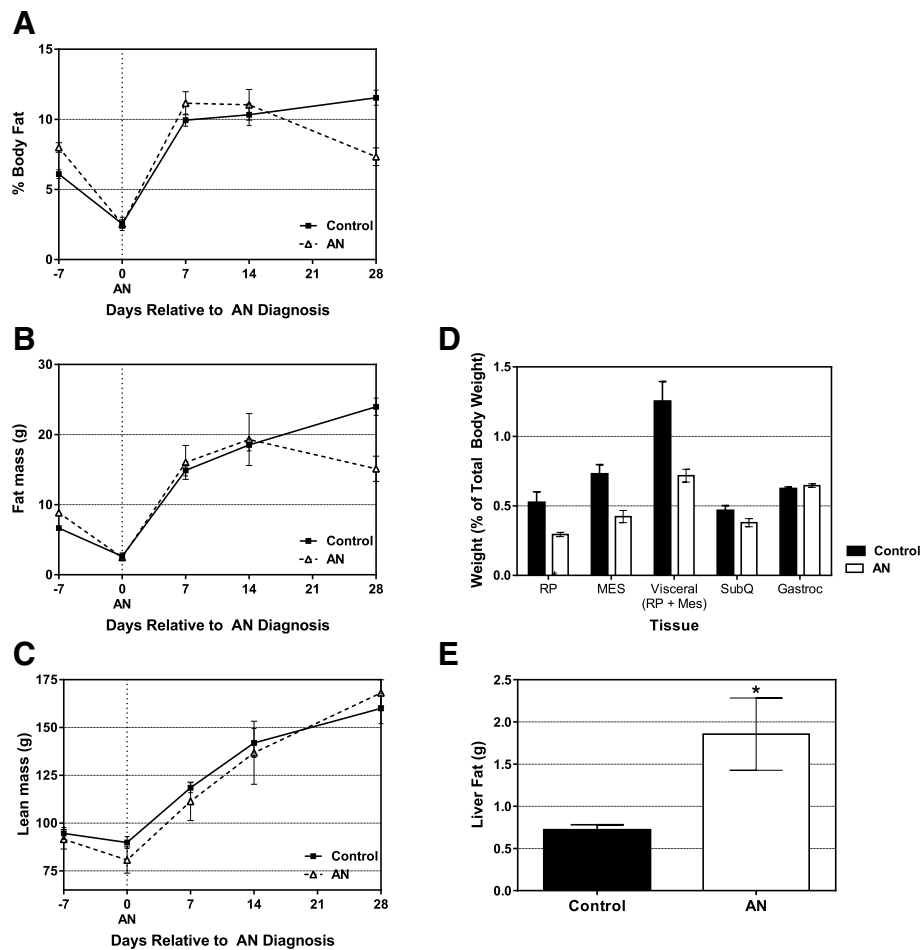 A
15
10
5
0
% Body Fat
Control
AN
-7 0 7 14 21 28
AN
Days Relative to AN Diagnosis
B
30
20
10
0
Fat mass (g)
Control
AN
-7 0 7 14 21 28
AN
Days Relative to AN Diagnosis
C
175
150
125
100
75
Lean mass (g)
Control
AN
-7 0 7 14 21 28
AN
Days Relative to AN Diagnosis
D
1.5
1.0
0.5
0.0
Weight (% of Total Body Weight)
*
RP MES Visceral SubQ Gastroc
(RP + Mes)
Tissue
Control
AN
E
2.5
2.0
1.5
1.0
0.5
0.0
Liver Fat (g)
*
Control AN